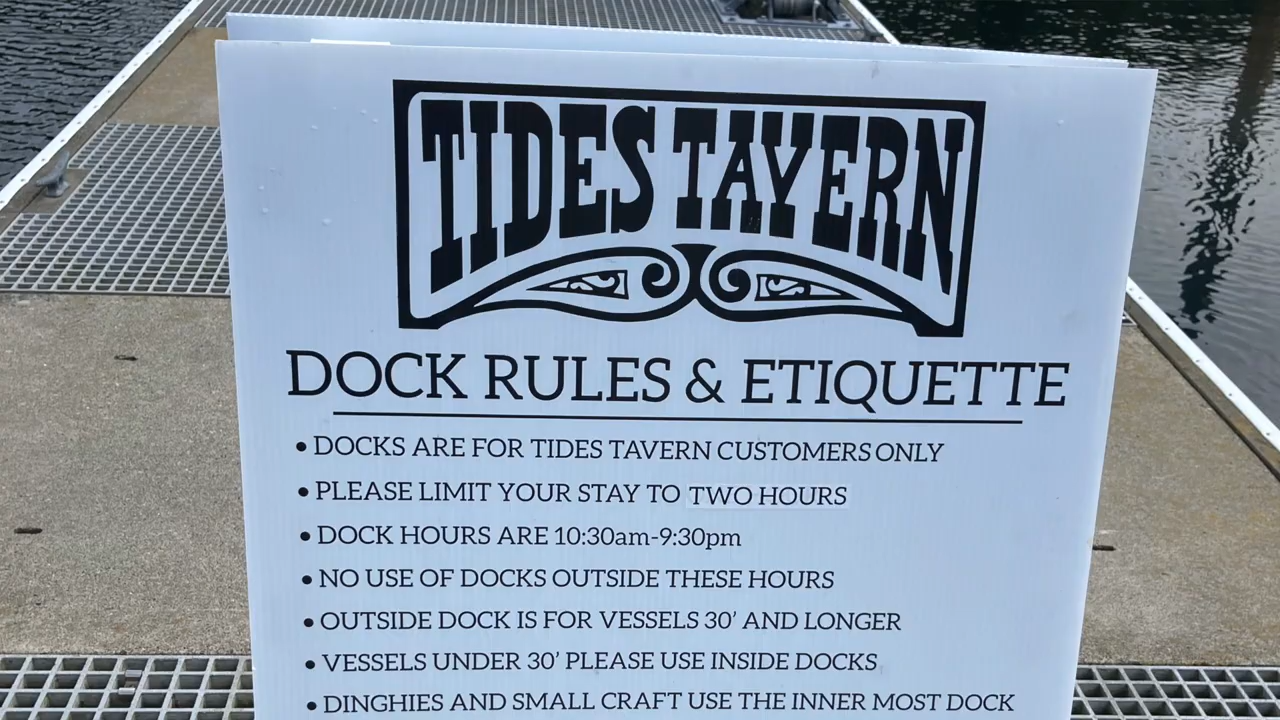 TIDES TAVERN
DOCK RULES & ETIQUETTE
• DOCKS ARE FOR TIDES TAVERN CUSTOMERS ONLY
• PLEASE LIMIT YOUR STAY TO TWO HOURS
• DOCK HOURS ARE 10:30am-9:30pm
• NO USE OF DOCKS OUTSIDE THESE HOURS
• OUTSIDE DOCK IS FOR VESSELS 30' AND LONGER
• VESSELS UNDER 30' PLEASE USE INSIDE DOCKS
• DINGHIES AND SMALL CRAFT USE THE INNER MOST DOCK